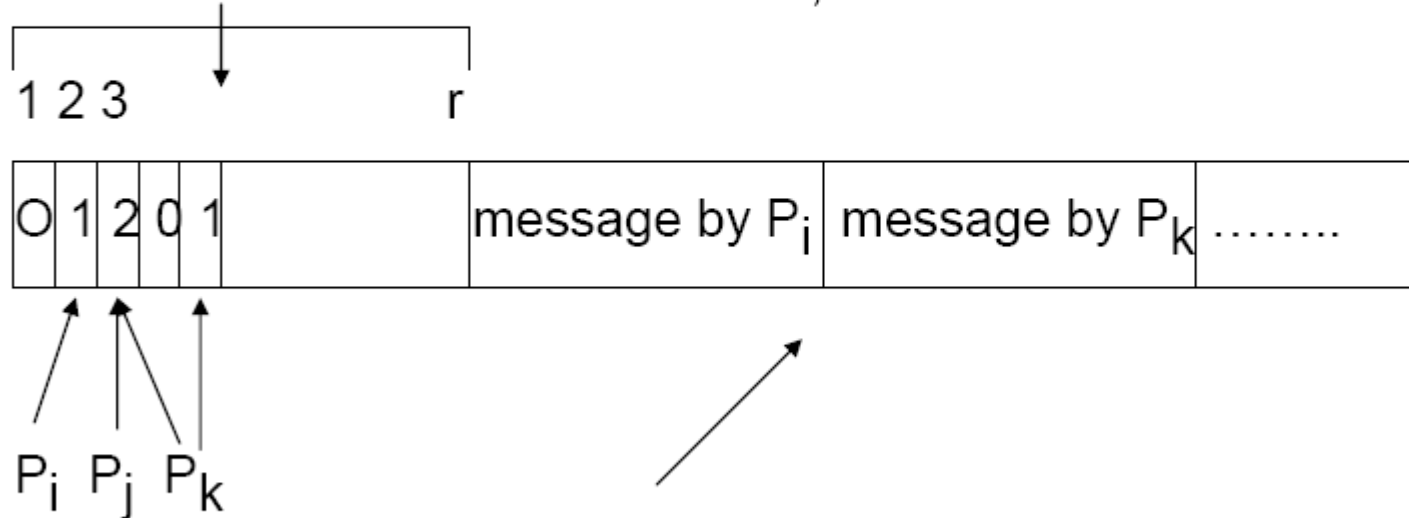 1 2 3 r
O 1 2 0 1 message by Pi message by Pk ........
Pi Pj Pk